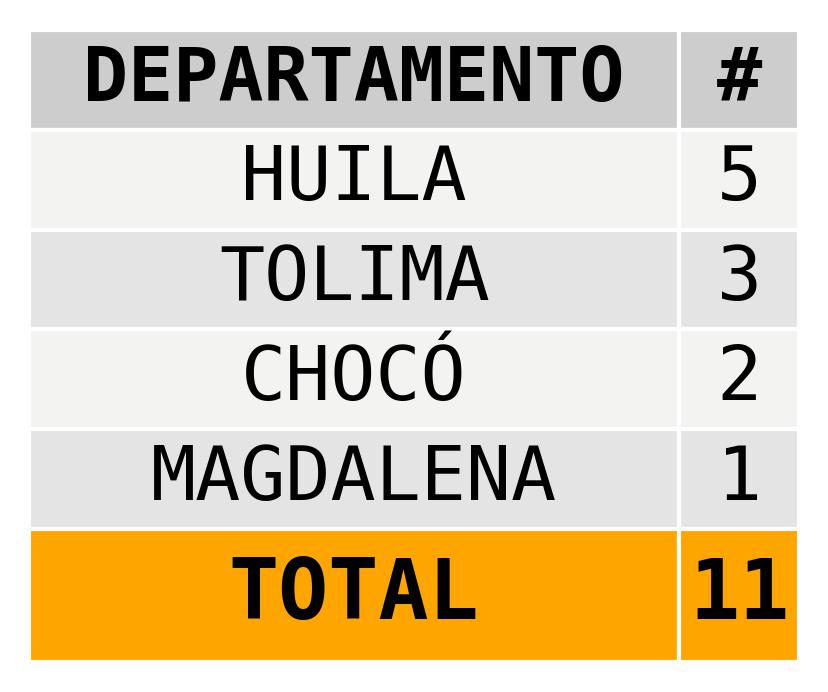 DEPARTAMENTO #
HUILA 5
TOLIMA 3
CHOCÓ 2
MAGDALENA 1
TOTAL 11